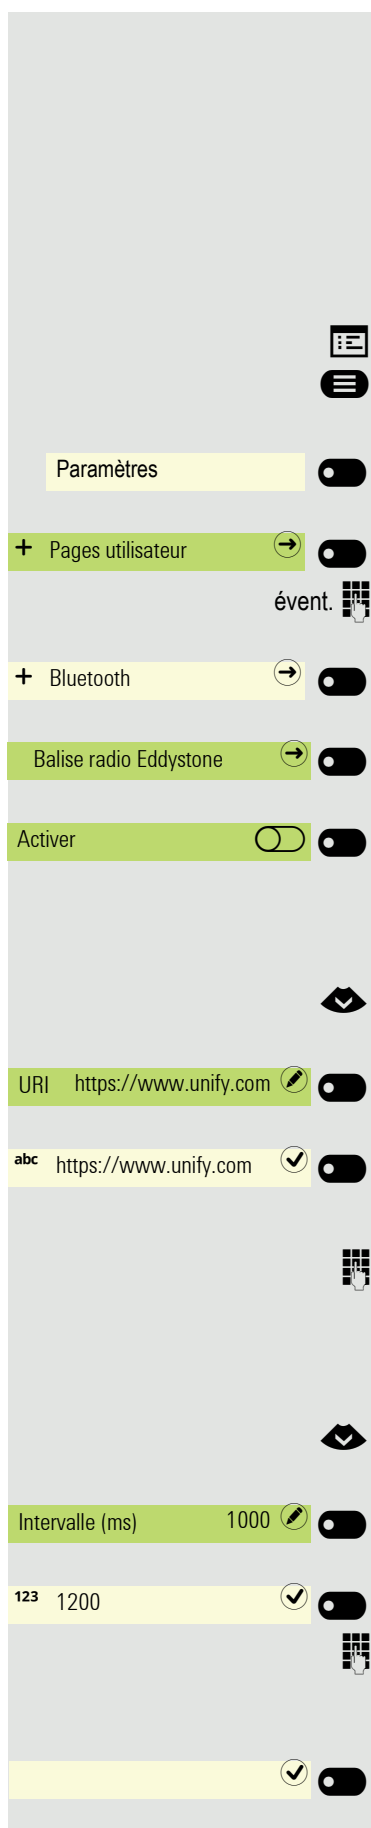 Paramètres
+ Pages utilisateur
évent.
+ Bluetooth
Balise radio Eddystone
Activer
URI https://www.unify.com
abc https://www.unify.com
Intervalle (ms) 1000
123 1200